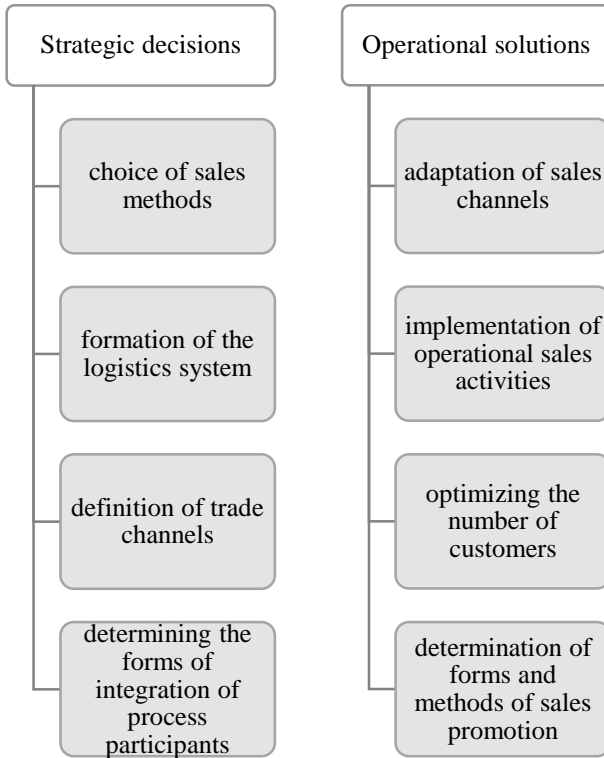 Strategic decisions
choice of sales
methods
formation of the
logistics system
definition of trade
channels
determining the
forms of
integration of
process
participants
Operational solutions
adaptation of sales
channels
implementation of
operational sales
activities
optimizing the
number of
customers
determination of
forms and
methods of sales
promotion